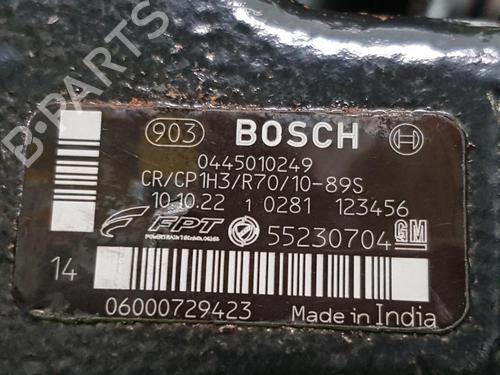 B-PARTS
903 BOSCH
0445010249
CR/CP1H3/R70/10-89S
10.10.22 1 0281 123456
FPT 55230704 GM
14
06000729423 Made in India